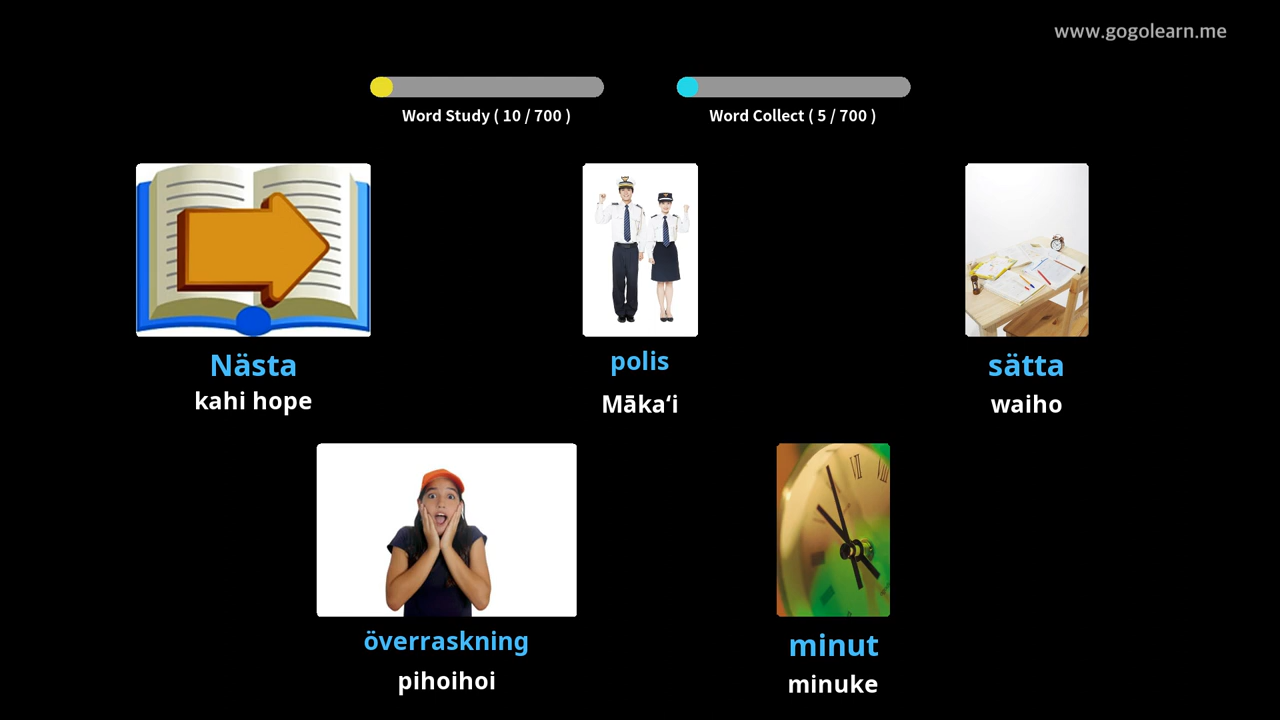 www.gogolearn.me
Word Study ( 10 / 700 )
Word Collect ( 5 / 700 )
Nästa
kahi hope
polis
Mākaʻi
sätta
waiho
överraskning
pihoihoi
minut
minuke